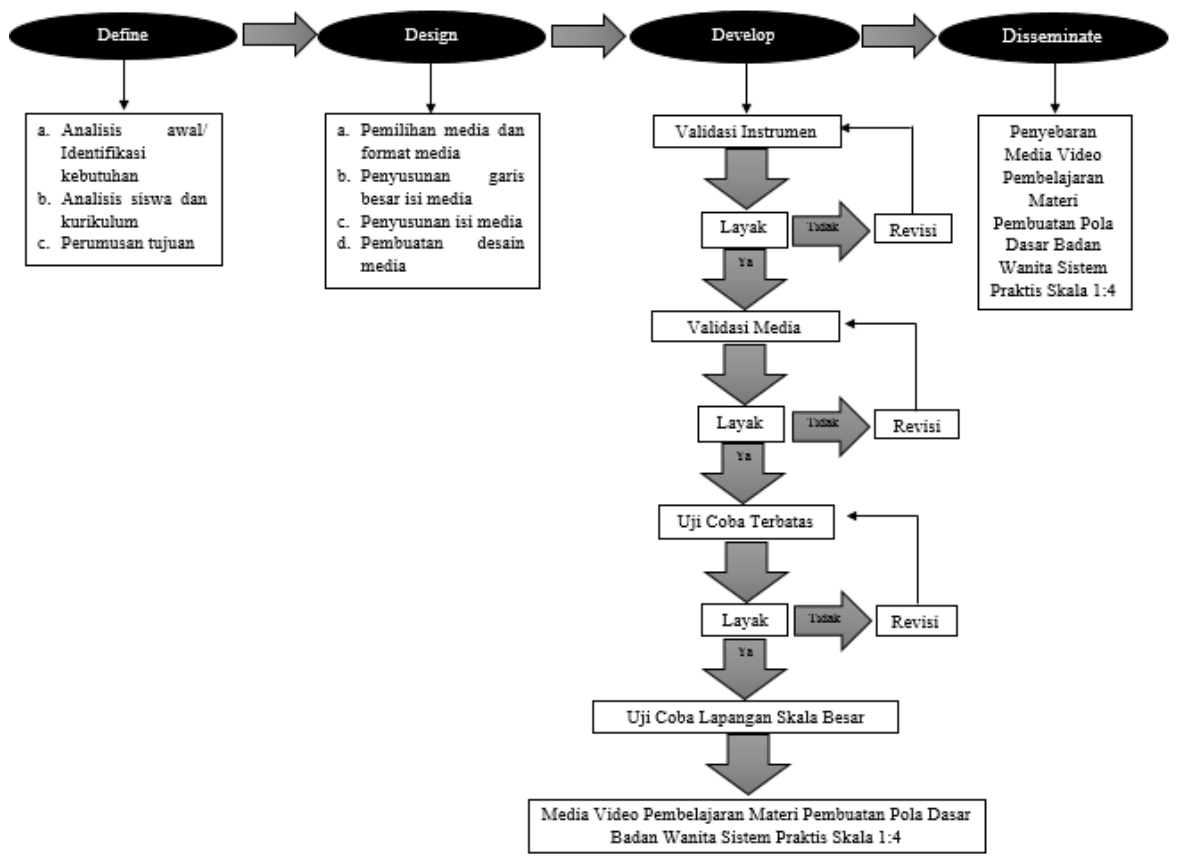 Define
Design
Develop
Disseminate
a. Analisis awal/
Identifikasi
kebutuhan
b. Analisis siswa dan
kurikulum
c. Perumusan tujuan
a. Pemilihan media dan
format media
b. Penyusunan garis
besar isi media
c. Penyusunan isi media
d. Pembuatan desain
media
Validasi Instrumen
Layak
Tidak
Revisi
Ya
Validasi Media
Layak
Tidak
Revisi
Ya
Uji Coba Terbatas
Layak
Tidak
Revisi
Ya
Uji Coba Lapangan Skala Besar
Media Video Pembelajaran Materi Pembuatan Pola Dasar
Badan Wanita Sistem Praktis Skala 1:4
Penyebaran
Media Video
Pembelajaran
Materi
Pembuatan Pola
Dasar Badan
Wanita Sistem
Praktis Skala 1:4